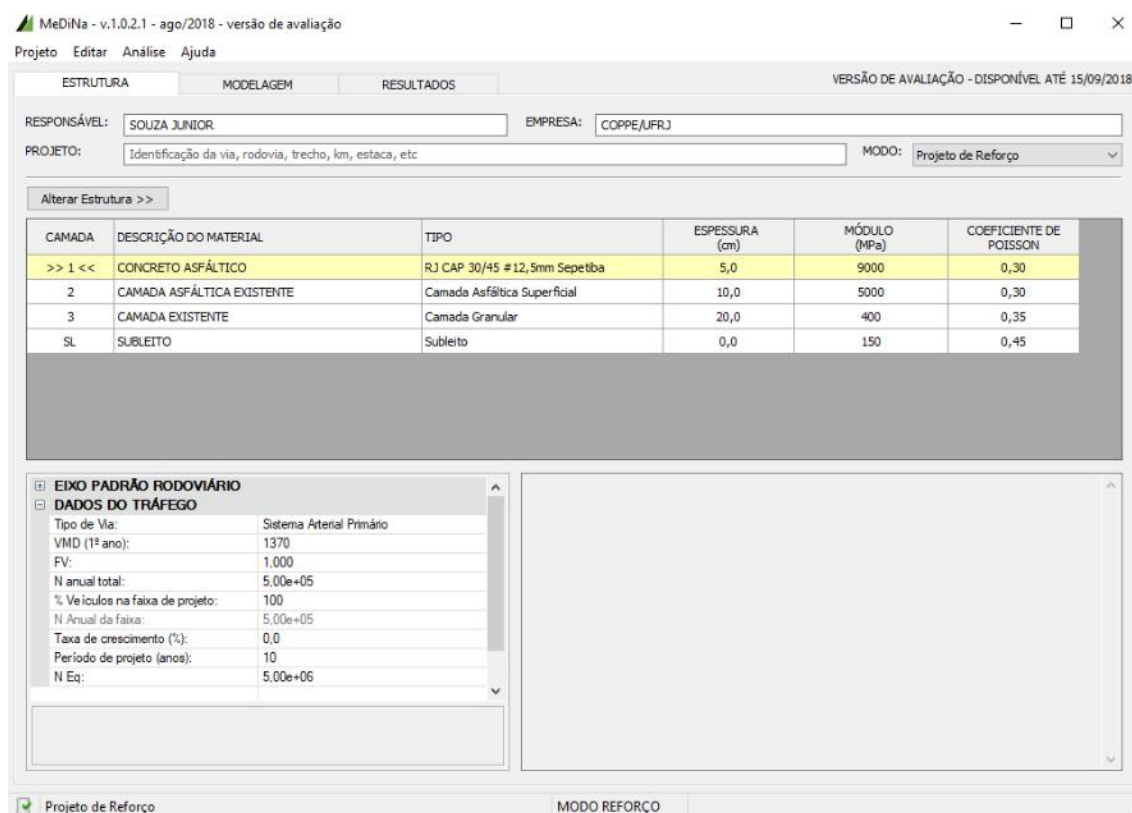 MeDiNa - v.1.0.2.1 - ago/2018 - versão de avaliação
Projeto Editar Análise Ajuda
ESTRUTURA MODELAGEM RESULTADOS VERSÃO DE AVALIAÇÃO - DISPONÍVEL ATÉ 15/09/2018
RESPONSÁVEL: SOUZA JUNIOR EMPRESA: COPPE/UFRJ
PROJETO: Identificação da via, rodovia, trecho, km, estaca, etc MODO: Projeto de Reforço
Alterar Estrutura >>
CAMADA DESCRIÇÃO DO MATERIAL TIPO ESPESSURA (cm) MÓDULO (MPa) COEFICIENTE DE POISSON
>> 1 << CONCRETO ASFÁLTICO RJ CAP 30/45 #12,5mm Sepetiba 5,0 9000 0,30
2 CAMADA ASFÁLTICA EXISTENTE Camada Asfáltica Superficial 10,0 5000 0,30
3 CAMADA EXISTENTE Camada Granular 20,0 400 0,35
SL SUBLEITO Subleito 0,0 150 0,45
EIXO PADRÃO RODOVIÁRIO
DADOS DO TRÁFEGO
Tipo de Via: Sistema Arterial Primário
VMD (1º ano): 1370
FV: 1,000
N anual total: 5,00e+05
% Veículos na faixa de projeto: 100
N Anual da faixa: 5,00e+05
Taxa de crescimento (%): 0,0
Período de projeto (anos): 10
N Eq: 5,00e+06
Projeto de Reforço MODO REFORÇO